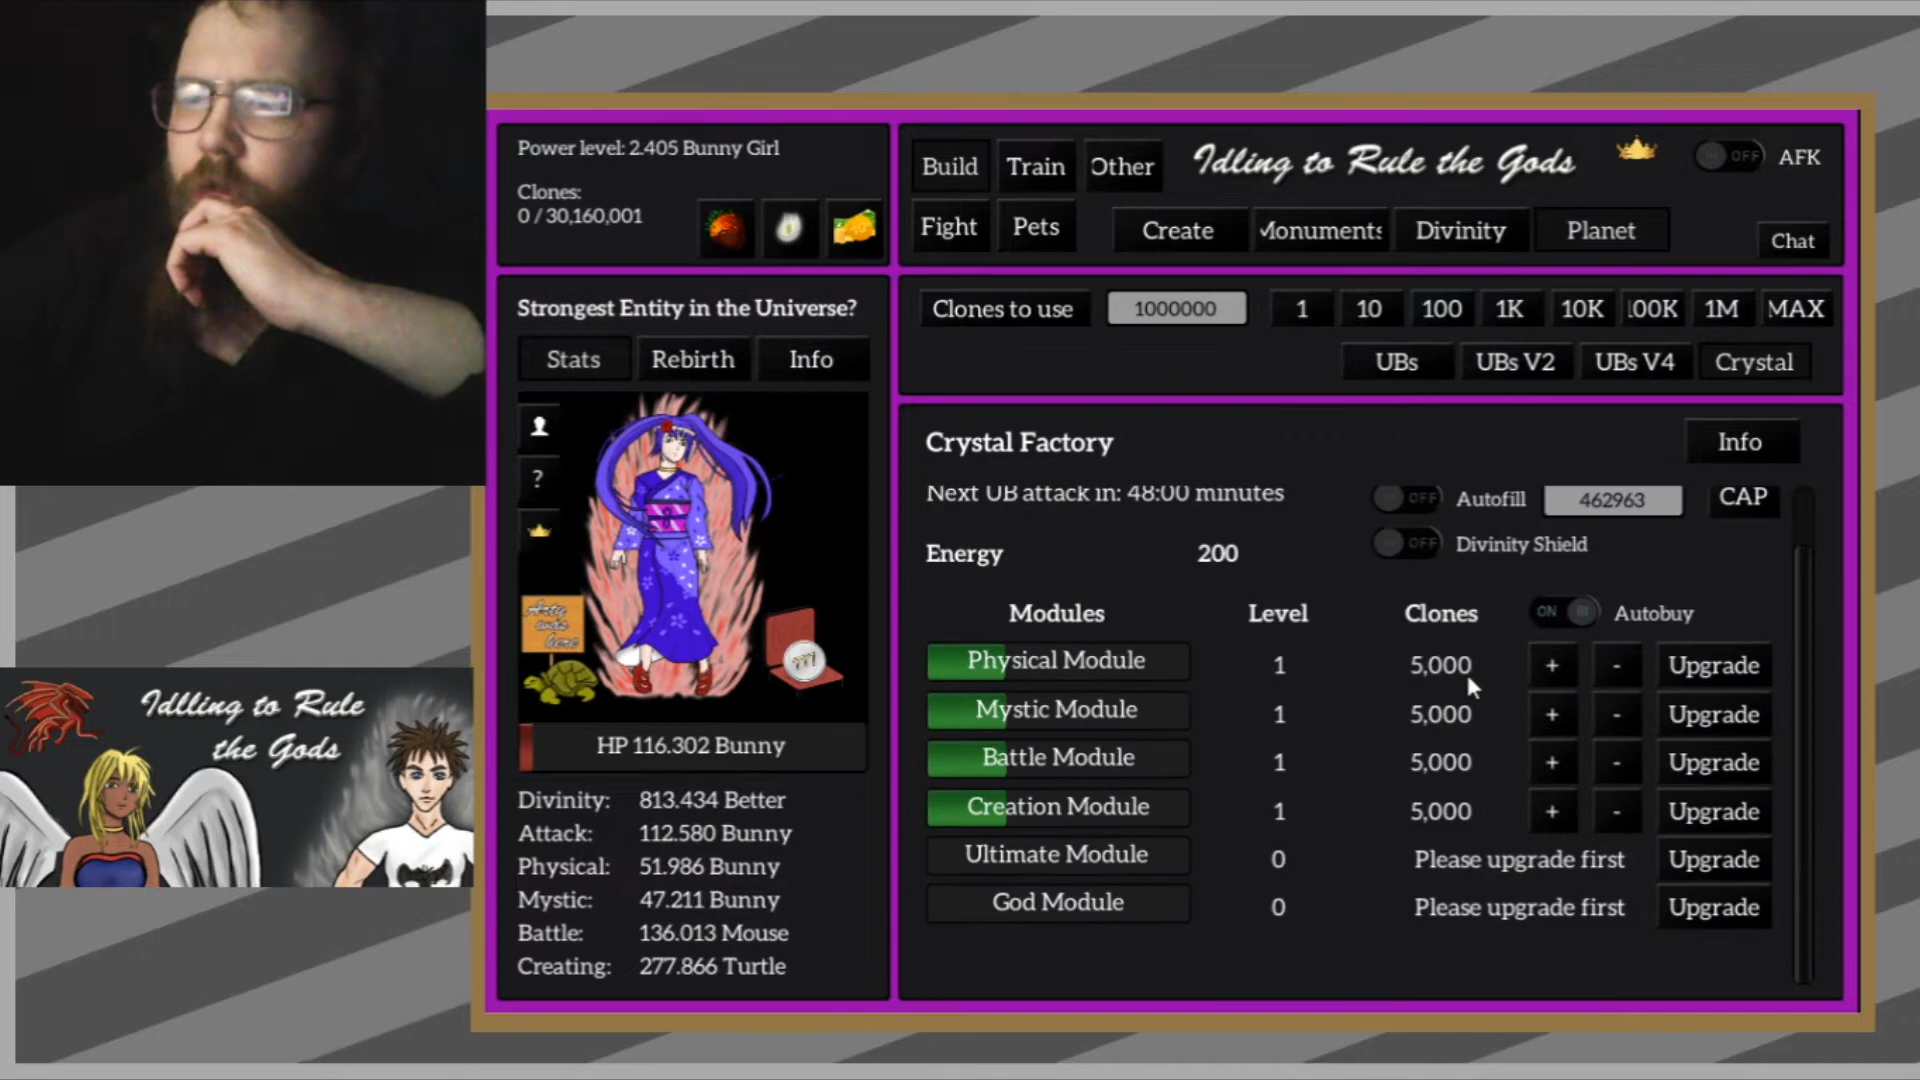 Power level: 2.405 Bunny Girl
Clones:
0 / 30,160,001
Build Train Other
Idling to Rule the Gods
OFF AFK
Fight Pets Create Monuments Divinity Planet Chat
Strongest Entity in the Universe?
Stats Rebirth Info
?
Arty was here
HP 116.302 Bunny
Divinity: 813.434 Better
Attack: 112.580 Bunny
Physical: 51.986 Bunny
Mystic: 47.211 Bunny
Battle: 136.013 Mouse
Creating: 277.866 Turtle
Clones to use 1000000 1 10 100 1K 10K 100K 1M MAX
UBs UBs V2 UBs V4 Crystal
Crystal Factory Info
Next UB attack in: 48:00 minutes OFF Autofill 462963 CAP
Energy 200 OFF Divinity Shield
Modules Level Clones ON Autobuy
Physical Module 1 5,000 + - Upgrade
Mystic Module 1 5,000 + - Upgrade
Battle Module 1 5,000 + - Upgrade
Creation Module 1 5,000 + - Upgrade
Ultimate Module 0 Please upgrade first Upgrade
God Module 0 Please upgrade first Upgrade
Idlling to Rule
the Gods